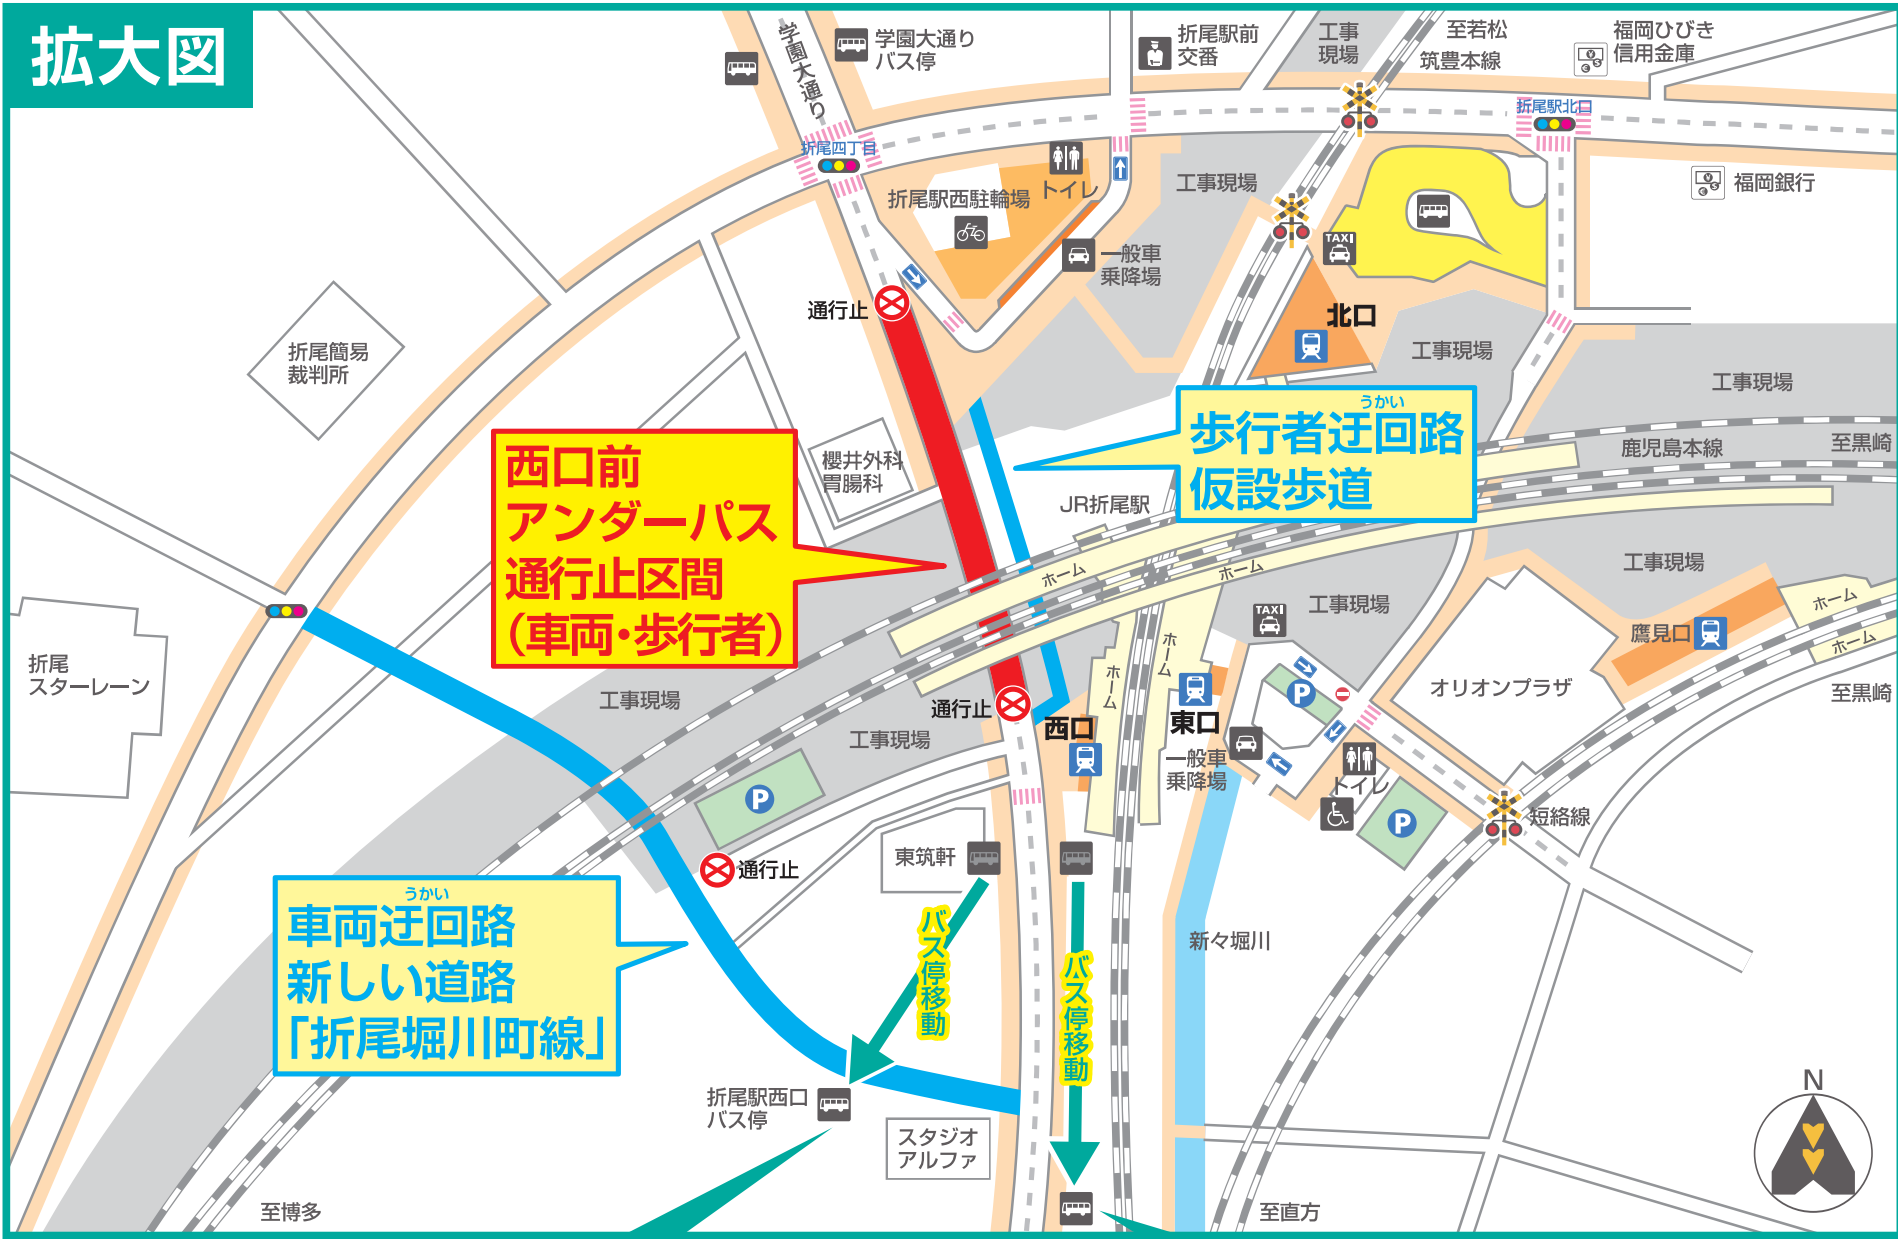 拡大図
学園大通り
学園大通り
バス停
折尾駅前
交番
工事
現場
至若松
筑豊本線
福岡ひびき
信用金庫
折尾四丁目
折尾駅北口
トイレ
折尾駅西駐輪場
工事現場
福岡銀行
TAXI
一般車
乗降場
通行止
北口
折尾簡易
裁判所
工事現場
工事現場
うかい
歩行者迂回路
仮設歩道
西口前
アンダーパス
通行止区間
(車両・歩行者)
櫻井外科
胃腸科
鹿児島本線
至黒崎
JR折尾駅
工事現場
ホーム
ホーム
TAXI
工事現場
ホーム
ホーム
鷹見口
ホーム
ホーム
折尾
スターレーン
工事現場
通行止
西口
東口
P
オリオンプラザ
至黒崎
工事現場
一般車
乗降場
トイレ
P
P
短絡線
東筑軒
通行止
うかい
車両迂回路
新しい道路
「折尾堀川町線」
バス停移動
バス停移動
新々堀川
折尾駅西口
バス停
スタジオ
アルファ
N
至博多
至直方